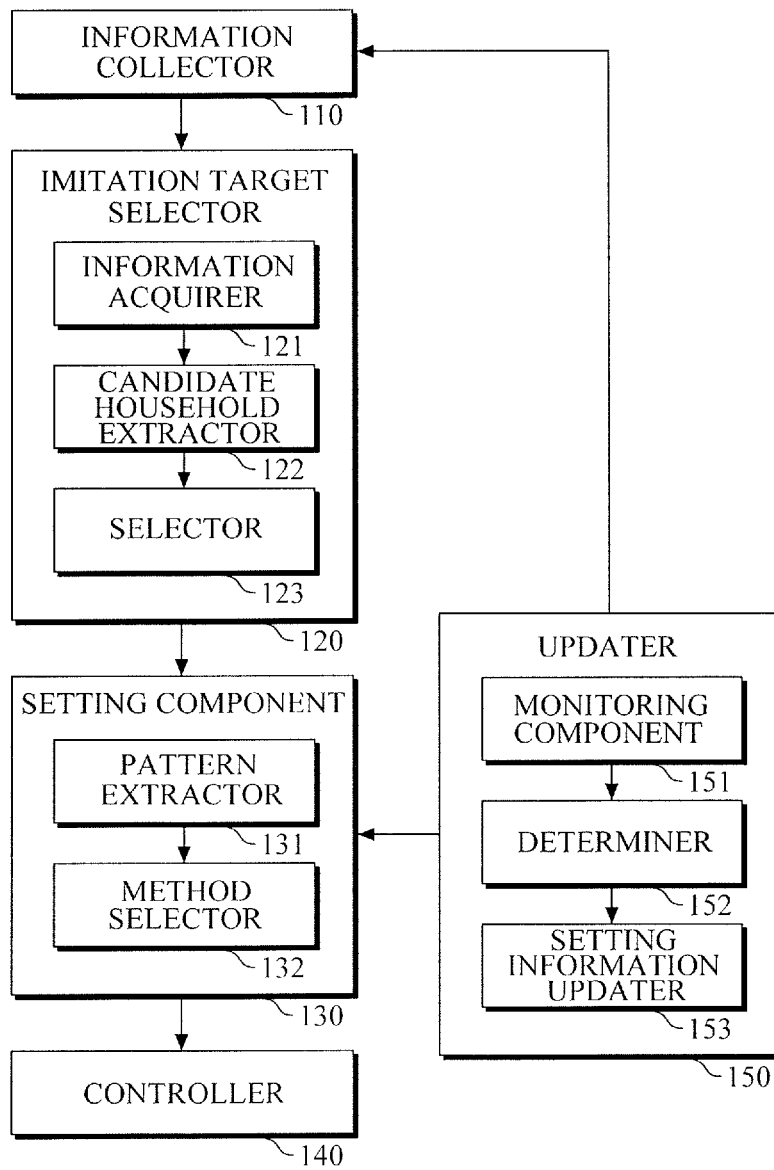 INFORMATION
COLLECTOR
110
IMITATION TARGET
SELECTOR
INFORMATION
ACQUIRER
121
CANDIDATE
HOUSEHOLD
EXTRACTOR
122
SELECTOR
123
120
SETTING COMPONENT
PATTERN
EXTRACTOR
131
METHOD
SELECTOR
132
130
CONTROLLER
140
UPDATER
MONITORING
COMPONENT
151
DETERMINER
152
SETTING
INFORMATION
UPDATER
153
150